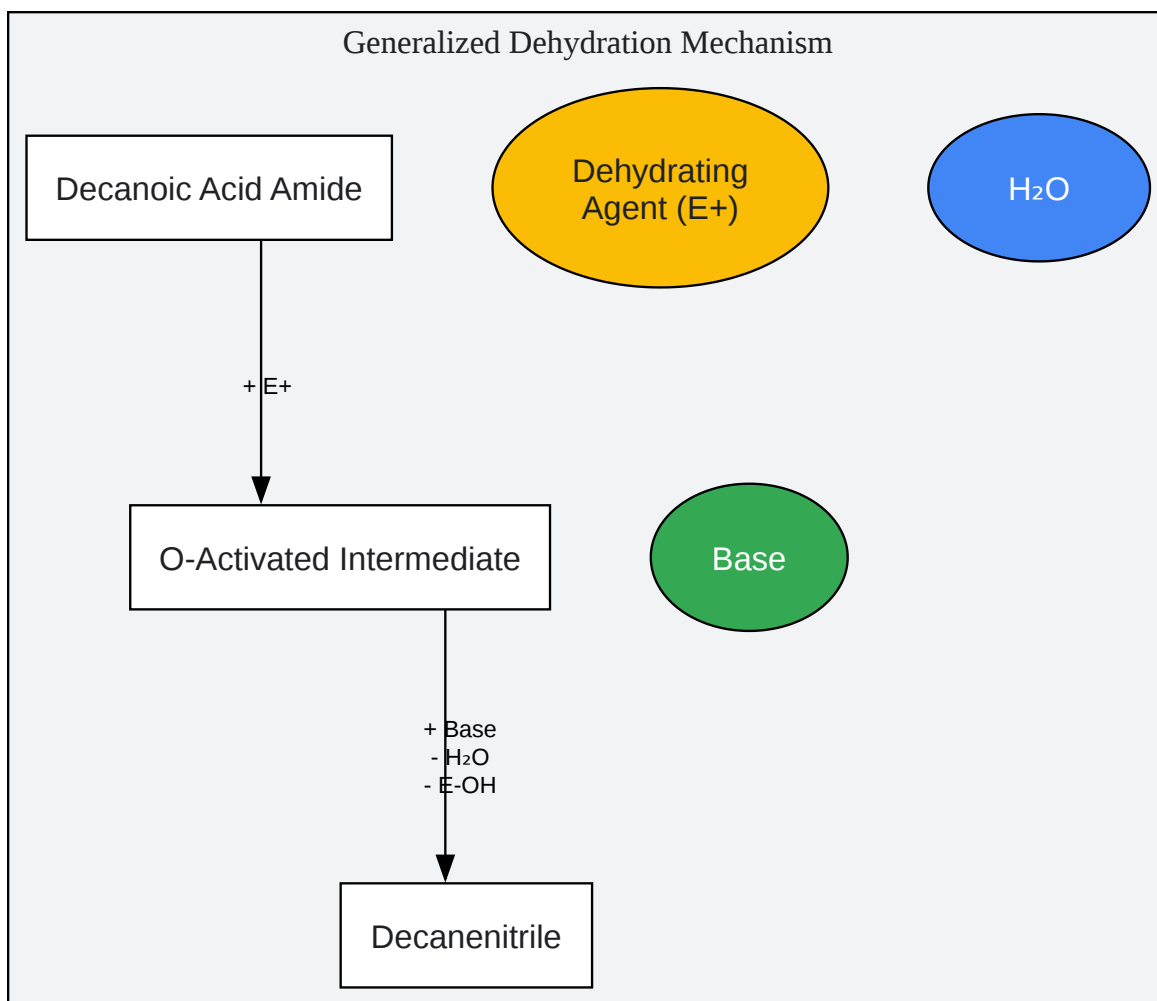 Generalized Dehydration Mechanism
Decanoic Acid Amide
Dehydrating
Agent (E+)
H₂O
+ E+
O-Activated Intermediate
Base
+ Base
- H₂O
- E-OH
Decanenitrile